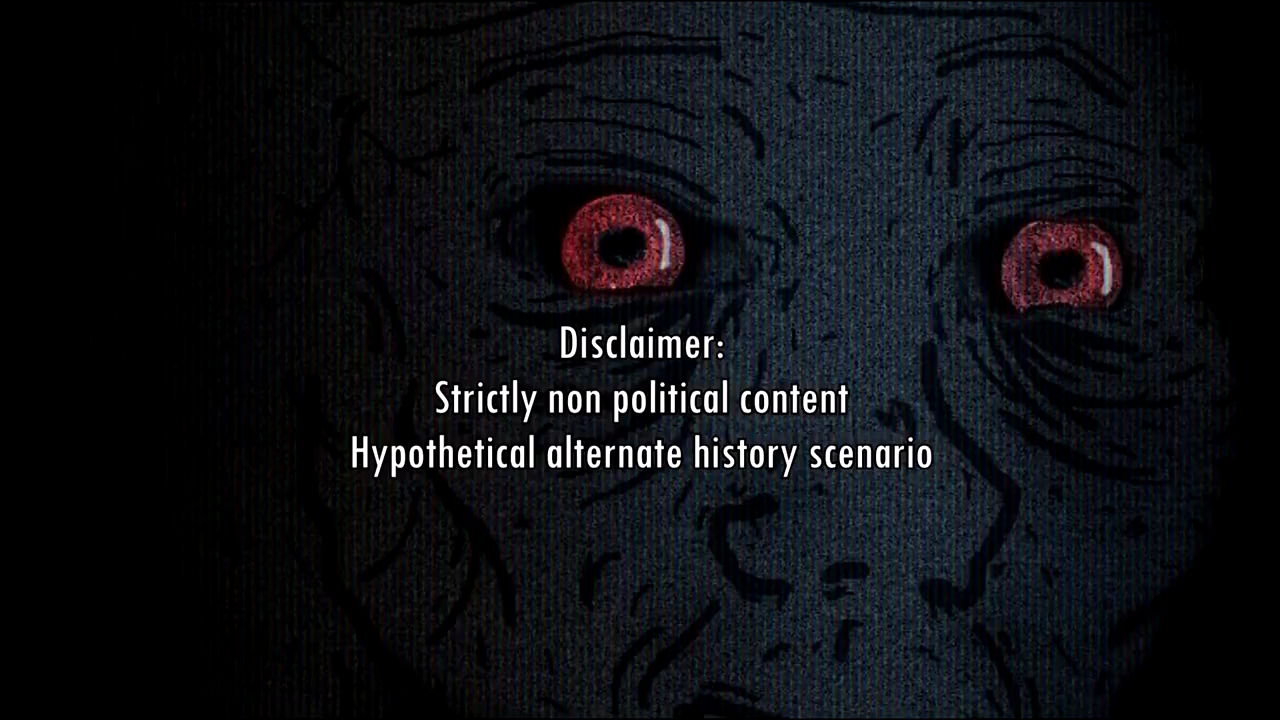 Disclaimer:
Strictly non political content
Hypothetical alternate history scenario